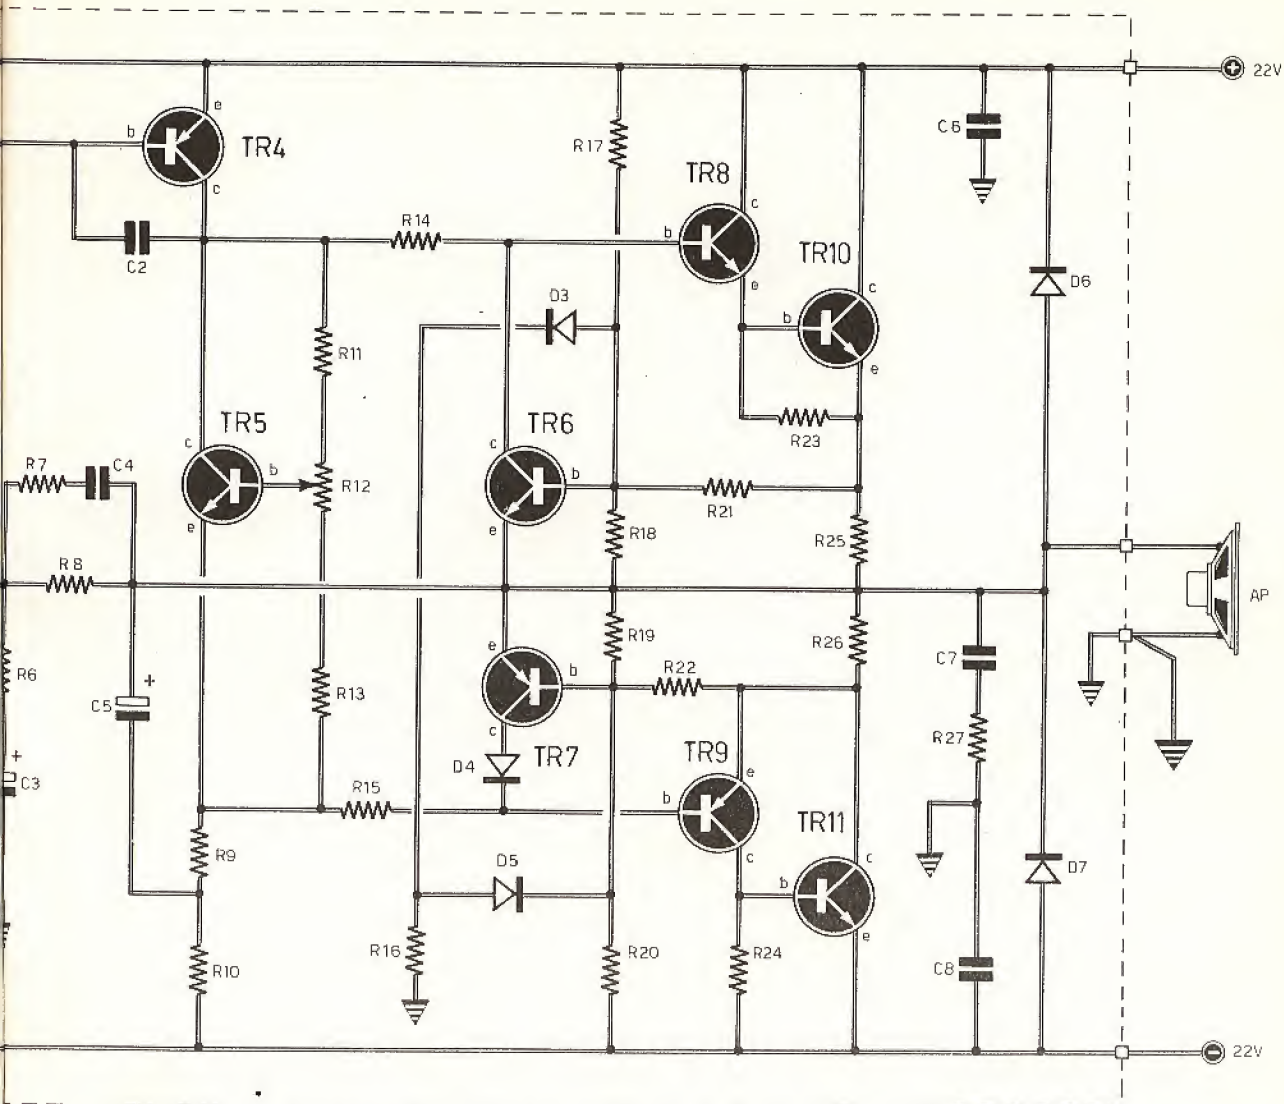 22V
e
b
TR4
c
C2
R14
R17
TR8
c
b
e
TR10
c
b
e
C6
D3
D6
R11
R23
TR5
c
b
e
R12
TR6
c
b
e
R7
C4
R21
R18
R25
R8
AP
R6
+
C5
R13
e
b
c
TR7
R19
R22
R26
C7
R27
D4
+
C3
R15
TR9
e
b
c
TR11
c
b
e
R9
D5
D7
R10
R16
R20
R24
C8
22V